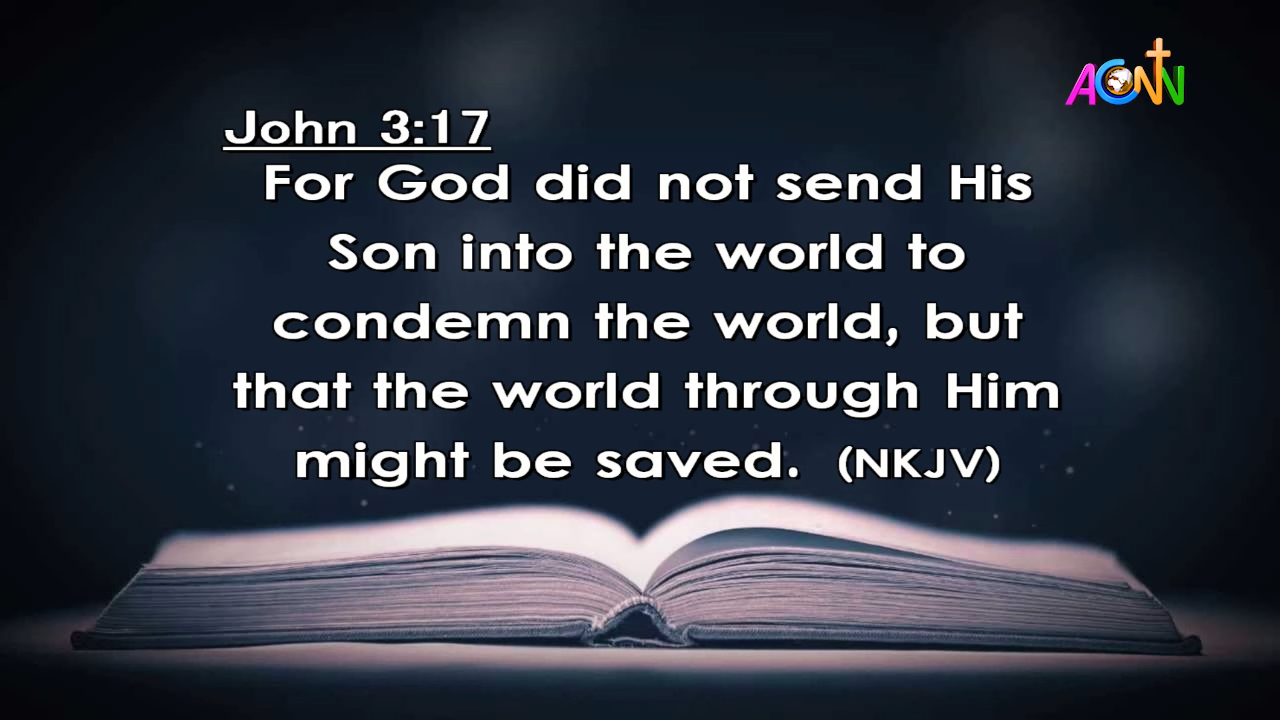 ACNN
John 3:17
For God did not send His
Son into the world to
condemn the world, but
that the world through Him
might be saved. (NKJV)